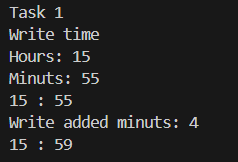 Task 1
Write time
Hours: 15
Minuts: 55
15 : 55
Write added minuts: 4
15 : 59